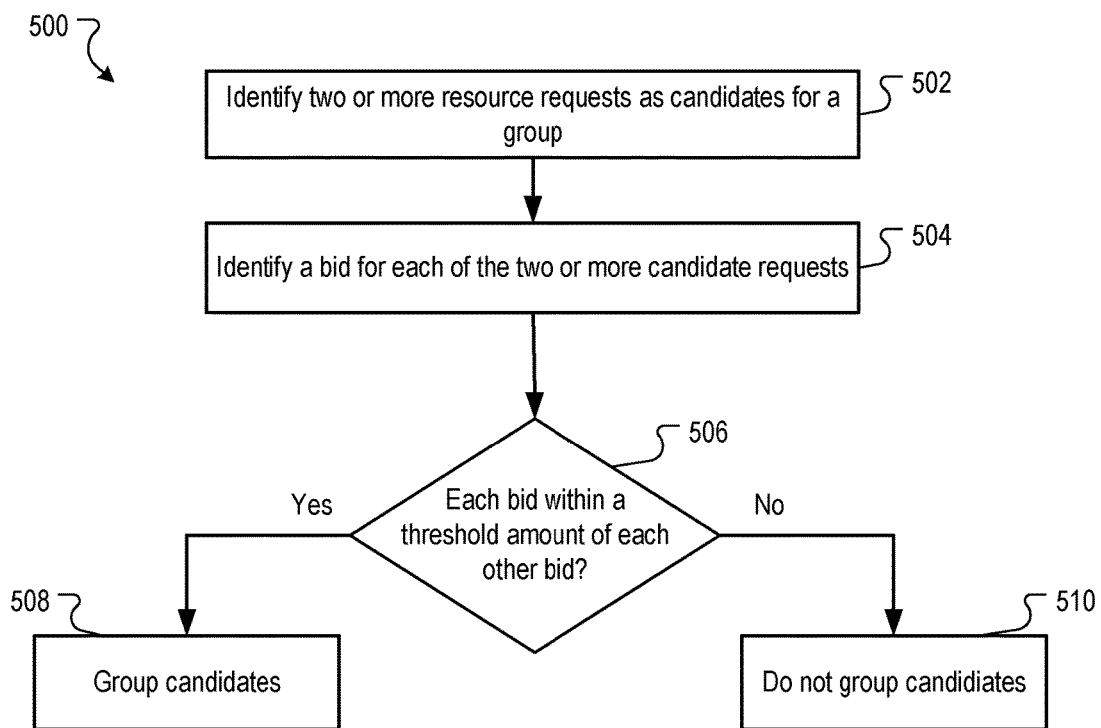 500
Identify two or more resource requests as candidates for a
group
502
Identify a bid for each of the two or more candidate requests
504
506
Each bid within a
threshold amount of each
other bid?
Yes
No
508
Group candidates
510
Do not group candidiates